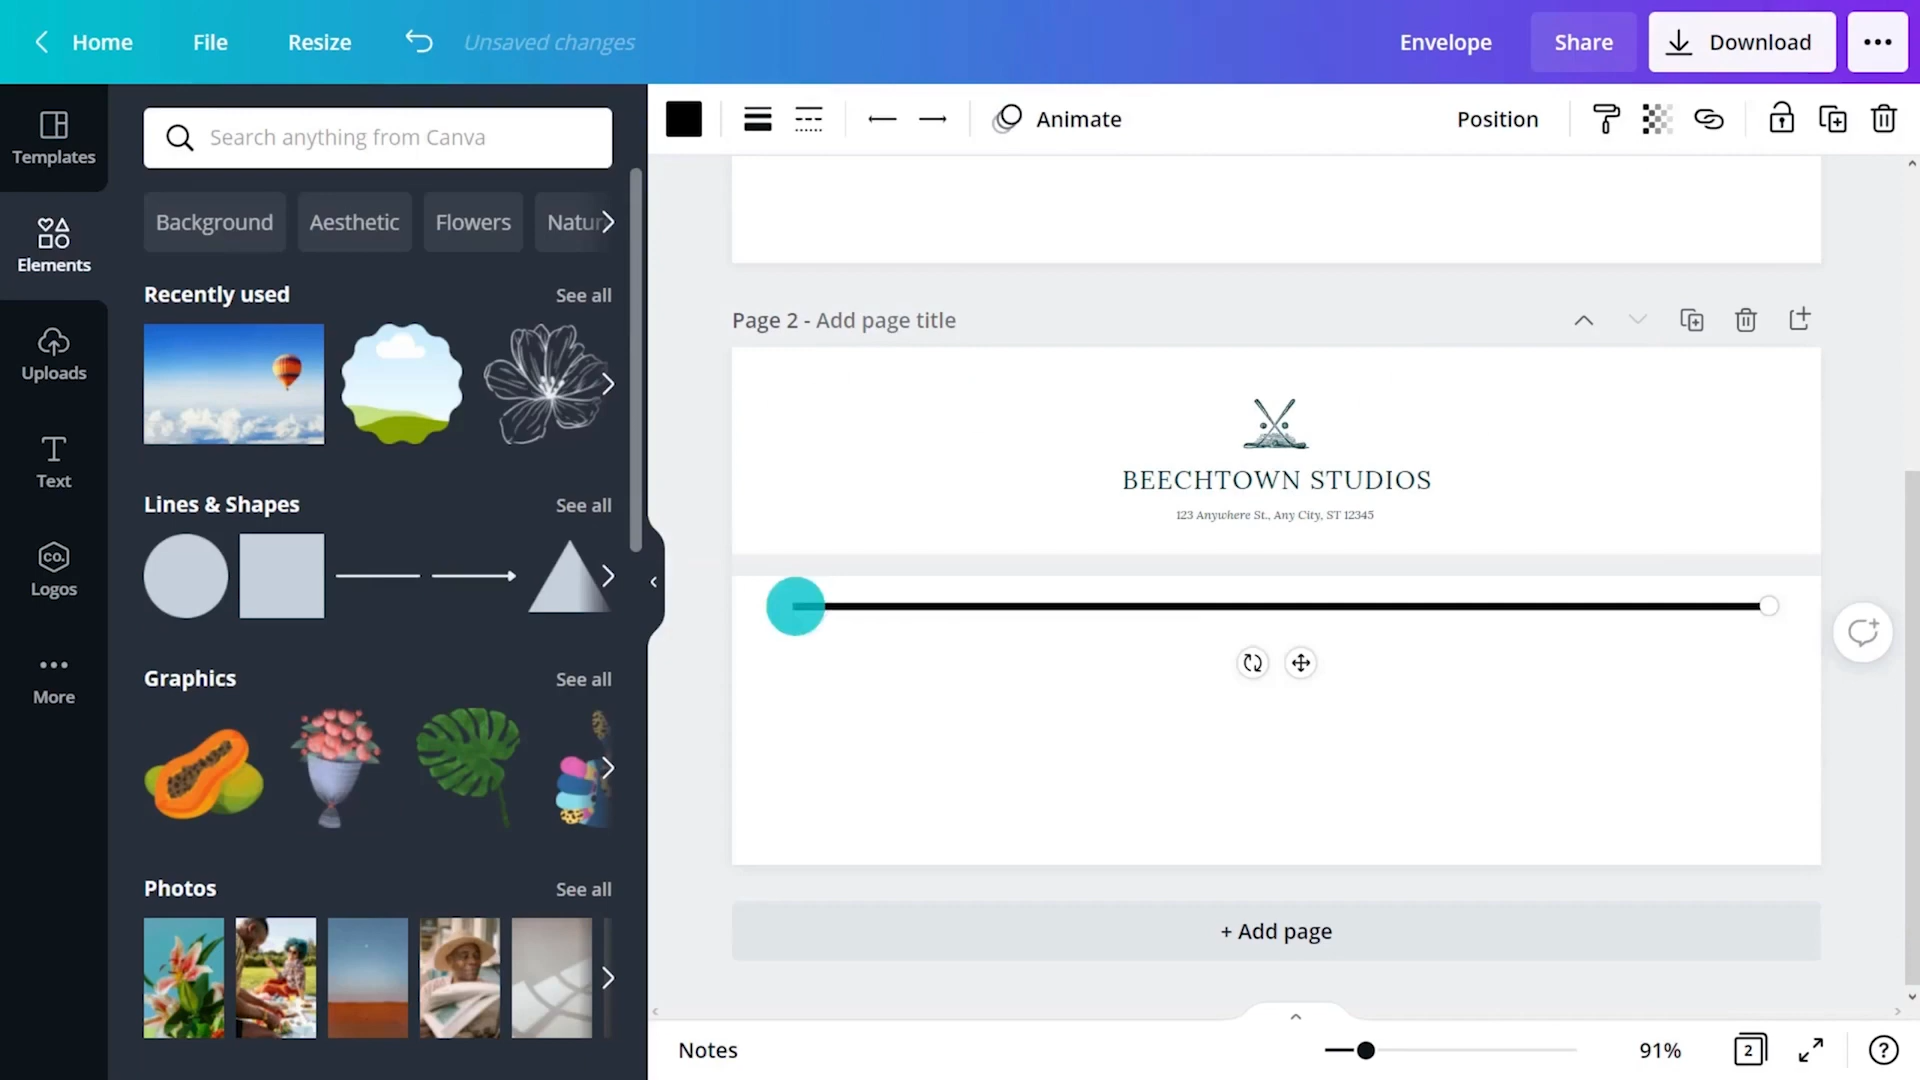 Home File Resize Unsaved changes Envelope Share Download
Templates
Elements
Uploads
Text
co.
Logos
More
Search anything from Canva
Background Aesthetic Flowers Natur
Recently used See all
Lines & Shapes See all
Graphics See all
Photos See all
Animate Position
Page 2 - Add page title
BEECHTOWN STUDIOS
123 Anywhere St., Any City, ST 12345
+ Add page
Notes 91% 2 ?